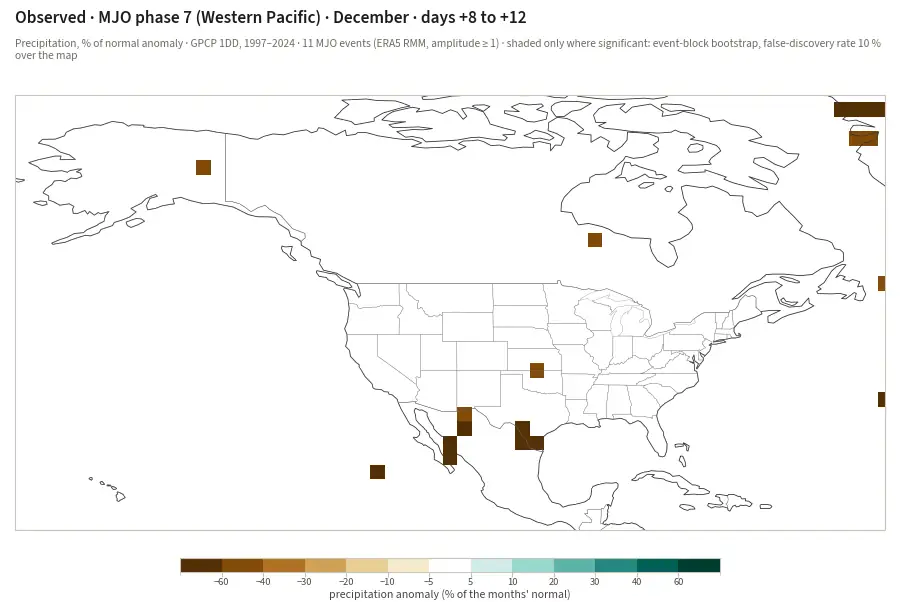 Observed · MJO phase 7 (Western Pacific) · December · days +8 to +12
Precipitation, % of normal anomaly · GPCP 1DD, 1997–2024 · 11 MJO events (ERA5 RMM, amplitude ≥ 1) · shaded only where significant: event-block bootstrap, false-discovery rate 10 %
over the map
−60 −40 −30 −20 −10 −5 5 10 20 30 40 60
precipitation anomaly (% of the months' normal)